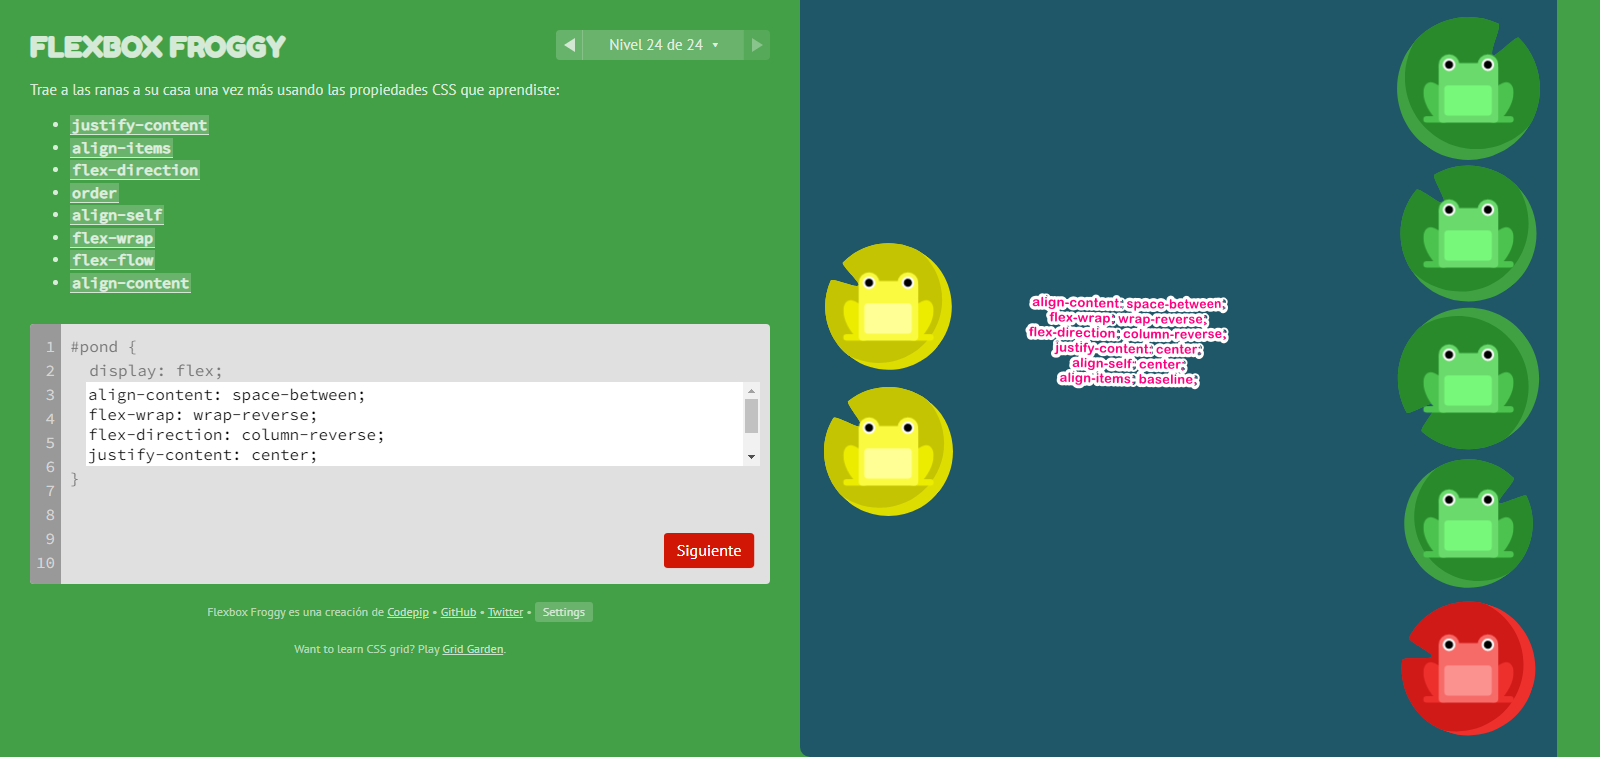 FLEXBOX FROGGY
◀ Nivel 24 de 24 ▾ ▶
Trae a las ranas a su casa una vez más usando las propiedades CSS que aprendiste:
• justify-content
• align-items
• flex-direction
• order
• align-self
• flex-wrap
• flex-flow
• align-content
1 #pond {
2 display: flex;
3 align-content: space-between;
4 flex-wrap: wrap-reverse;
5 flex-direction: column-reverse;
6 justify-content: center;
7 }
8
9
10
Siguiente
Flexbox Froggy es una creación de Codepip • GitHub • Twitter • Settings
Want to learn CSS grid? Play Grid Garden.
align-content: space-between;
flex-wrap: wrap-reverse;
flex-direction: column-reverse;
justify-content: center;
align-self: center;
align-items: baseline;